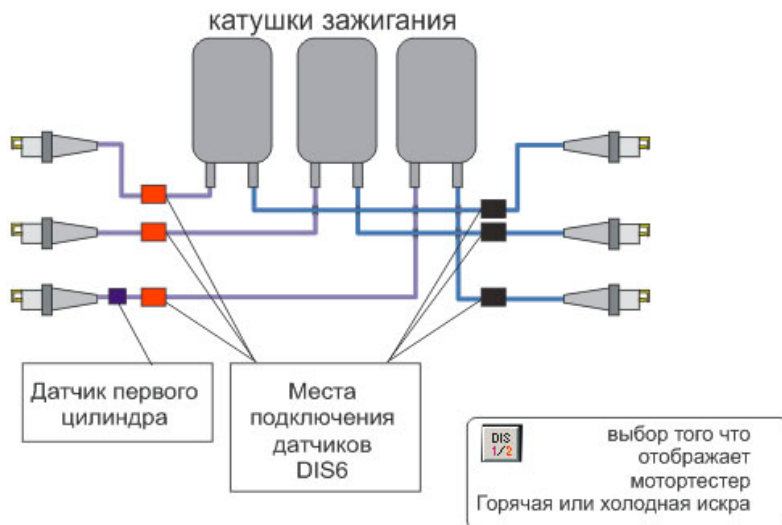 катушки зажигания
Датчик первого
цилиндра
Места
подключения
датчиков
DIS6
DIS
1/2
выбор того что
отображает
мотортестер
Горячая или холодная искра